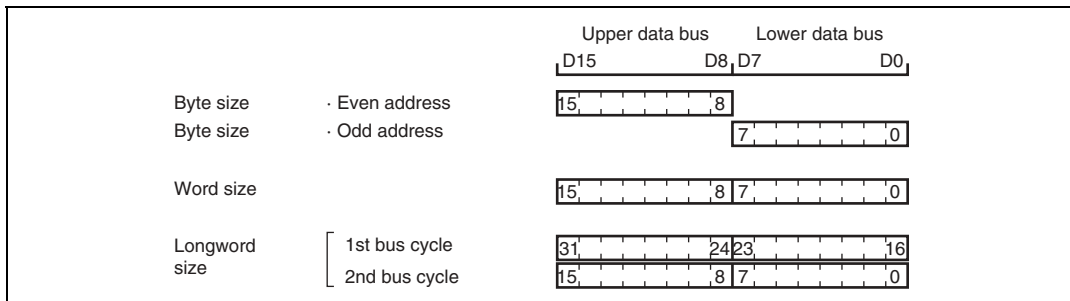 Upper data bus Lower data bus
D15 D8 D7 D0
Byte size · Even address 15 8
Byte size · Odd address 7 0
Word size 15 8 7 0
Longword size 1st bus cycle 31 24 23 16
2nd bus cycle 15 8 7 0